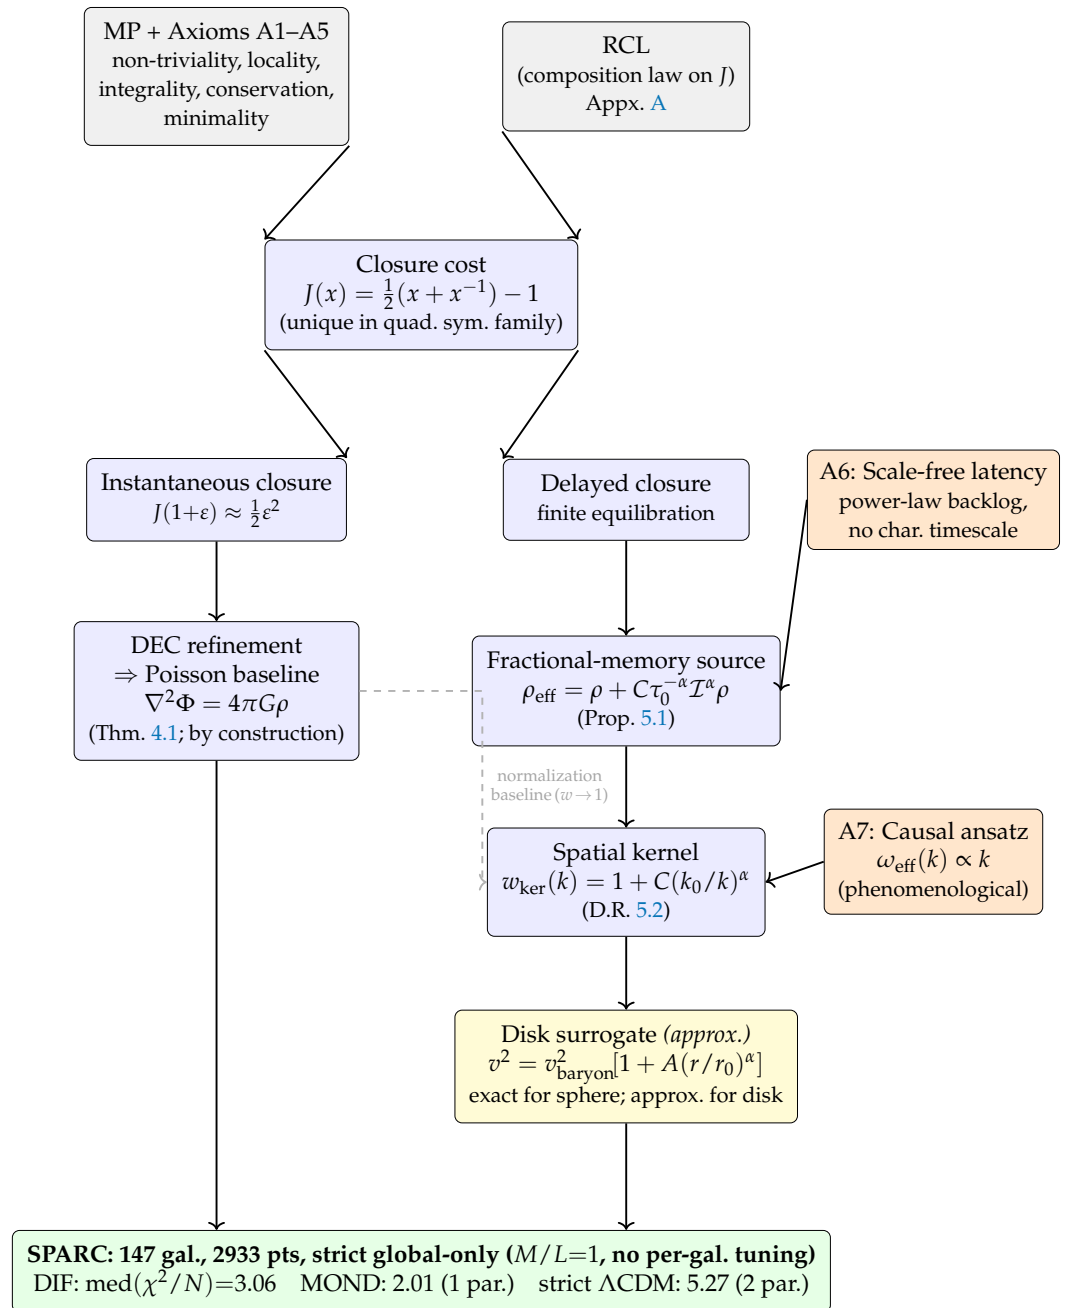 MP + Axioms A1–A5
non-triviality, locality,
integrality, conservation,
minimality
RCL
(composition law on J)
Appx. A
Closure cost
J(x) = ½(x + x⁻¹) − 1
(unique in quad. sym. family)
Instantaneous closure
J(1+ε) ≈ ½ε²
Delayed closure
finite equilibration
A6: Scale-free latency
power-law backlog,
no char. timescale
DEC refinement
⇒ Poisson baseline
∇²Φ = 4πGρ
(Thm. 4.1; by construction)
Fractional-memory source
ρ_eff = ρ + Cτ₀^{−α} ℐ^α ρ
(Prop. 5.1)
normalization
baseline (w → 1)
Spatial kernel
w_ker(k) = 1 + C(k₀/k)^α
(D.R. 5.2)
A7: Causal ansatz
ω_eff(k) ∝ k
(phenomenological)
Disk surrogate (approx.)
v² = v²_baryon[1 + A(r/r₀)^α]
exact for sphere; approx. for disk
SPARC: 147 gal., 2933 pts, strict global-only (M/L=1, no per-gal. tuning)
DIF: med(χ²/N)=3.06 MOND: 2.01 (1 par.) strict ΛCDM: 5.27 (2 par.)